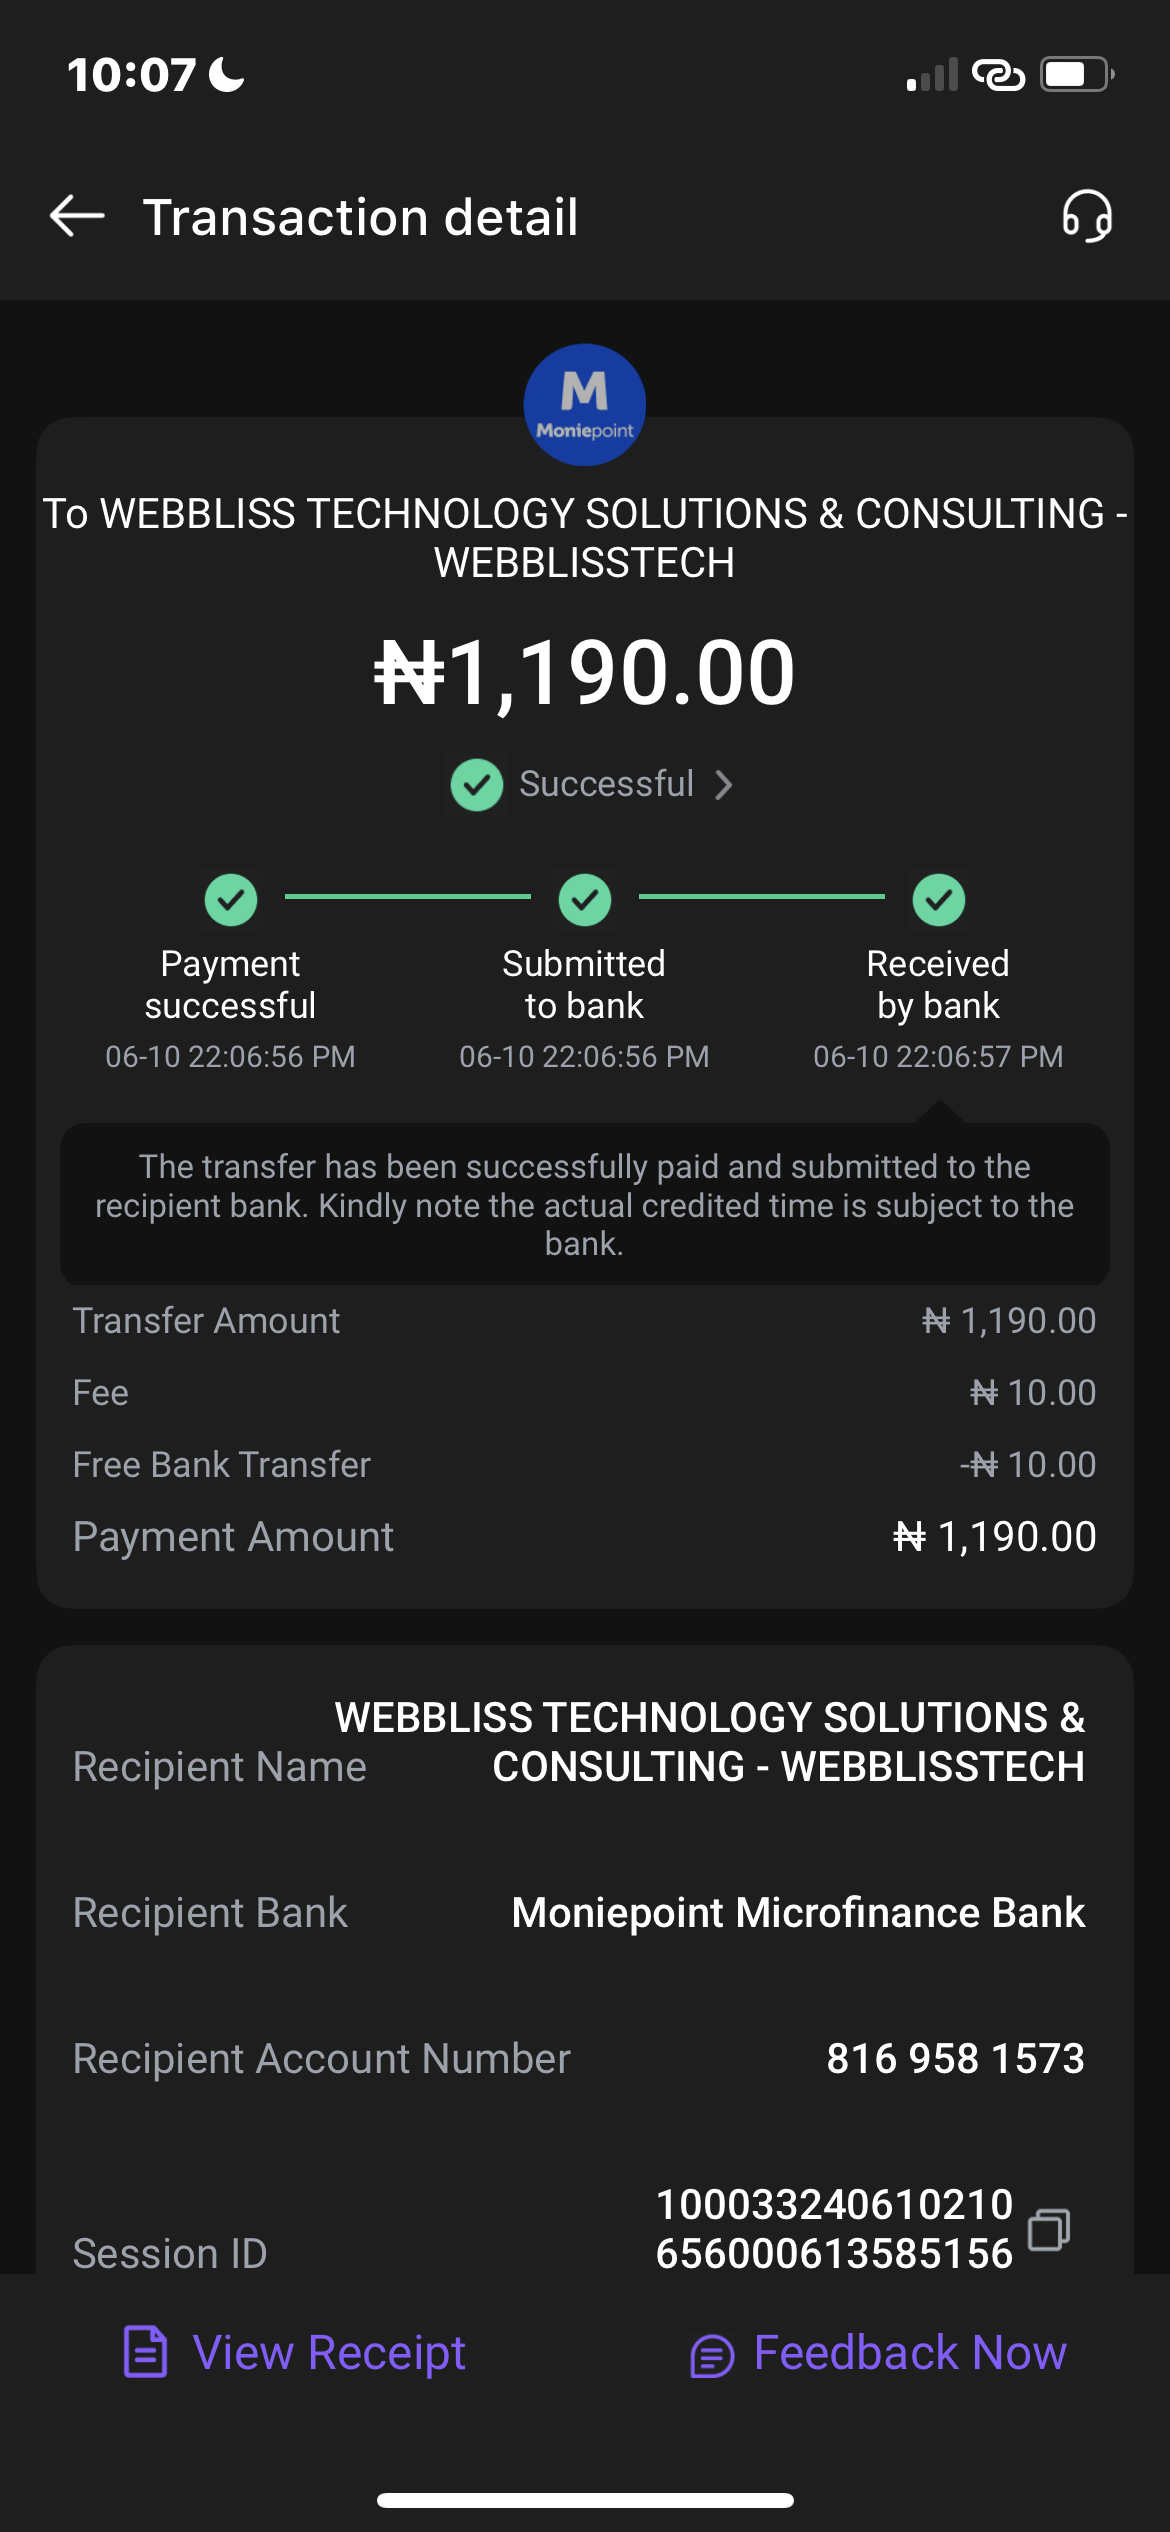 10:07
Transaction detail
M
Moniepoint
To WEBBLISS TECHNOLOGY SOLUTIONS & CONSULTING -
WEBBLISSTECH
₦1,190.00
Successful
Payment
successful
06-10 22:06:56 PM
Submitted
to bank
06-10 22:06:56 PM
Received
by bank
06-10 22:06:57 PM
The transfer has been successfully paid and submitted to the
recipient bank. Kindly note the actual credited time is subject to the
bank.
Transfer Amount ₦ 1,190.00
Fee ₦ 10.00
Free Bank Transfer -₦ 10.00
Payment Amount ₦ 1,190.00
Recipient Name WEBBLISS TECHNOLOGY SOLUTIONS &
CONSULTING - WEBBLISSTECH
Recipient Bank Moniepoint Microfinance Bank
Recipient Account Number 816 958 1573
Session ID 100033240610210
656000613585156
View Receipt
Feedback Now